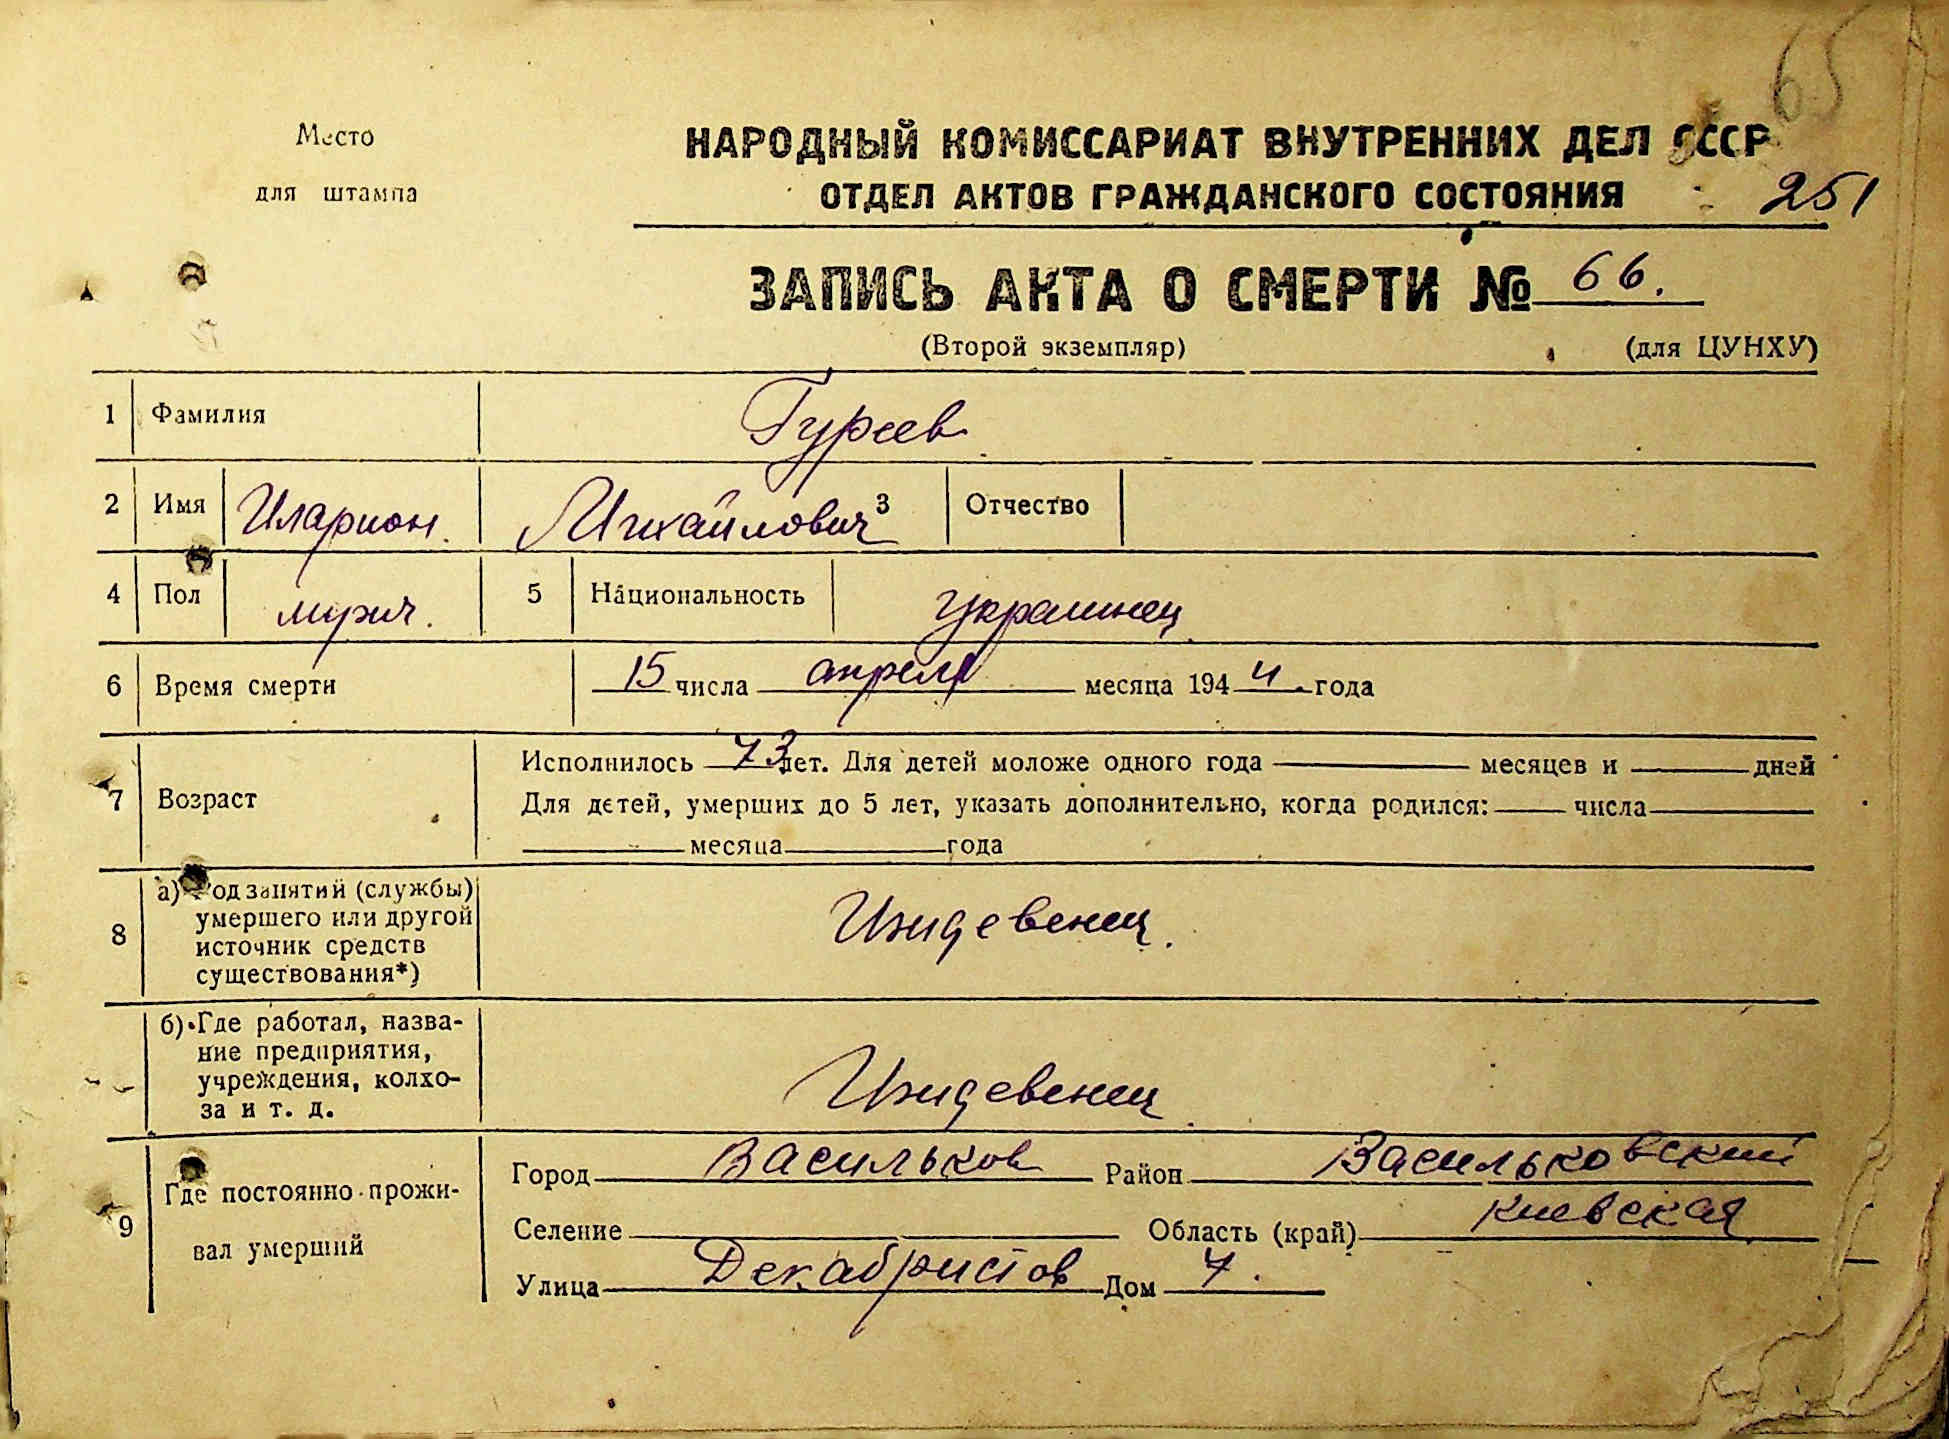 65
Место
для штампа
НАРОДНЫЙ КОМИССАРИАТ ВНУТРЕННИХ ДЕЛ СССР
ОТДЕЛ АКТОВ ГРАЖДАНСКОГО СОСТОЯНИЯ
251
ЗАПИСЬ АКТА О СМЕРТИ № 66.
(Второй экземпляр) (для ЦУНХУ)
1 Фамилия Гуреев
2 Имя Иларион. Михайлович 3 Отчество
4 Пол мужч. 5 Национальность украинец
6 Время смерти 15 числа апреля месяца 1944 года
7 Возраст
Исполнилось 73 лет. Для детей моложе одного года месяцев и дней
Для детей, умерших до 5 лет, указать дополнительно, когда родился: числа
месяца года
8 а) Род занятий (службы)
умершего или другой
источник средств
существования*)
Иждевенец.
б) Где работал, назва-
ние предприятия,
учреждения, колхо-
за и т. д.
Иждевенец
9 Где постоянно прожи-
вал умерший
Город Васильков Район Васильковский
Селение Область (край) Киевская
Улица Декабристов Дом 7.